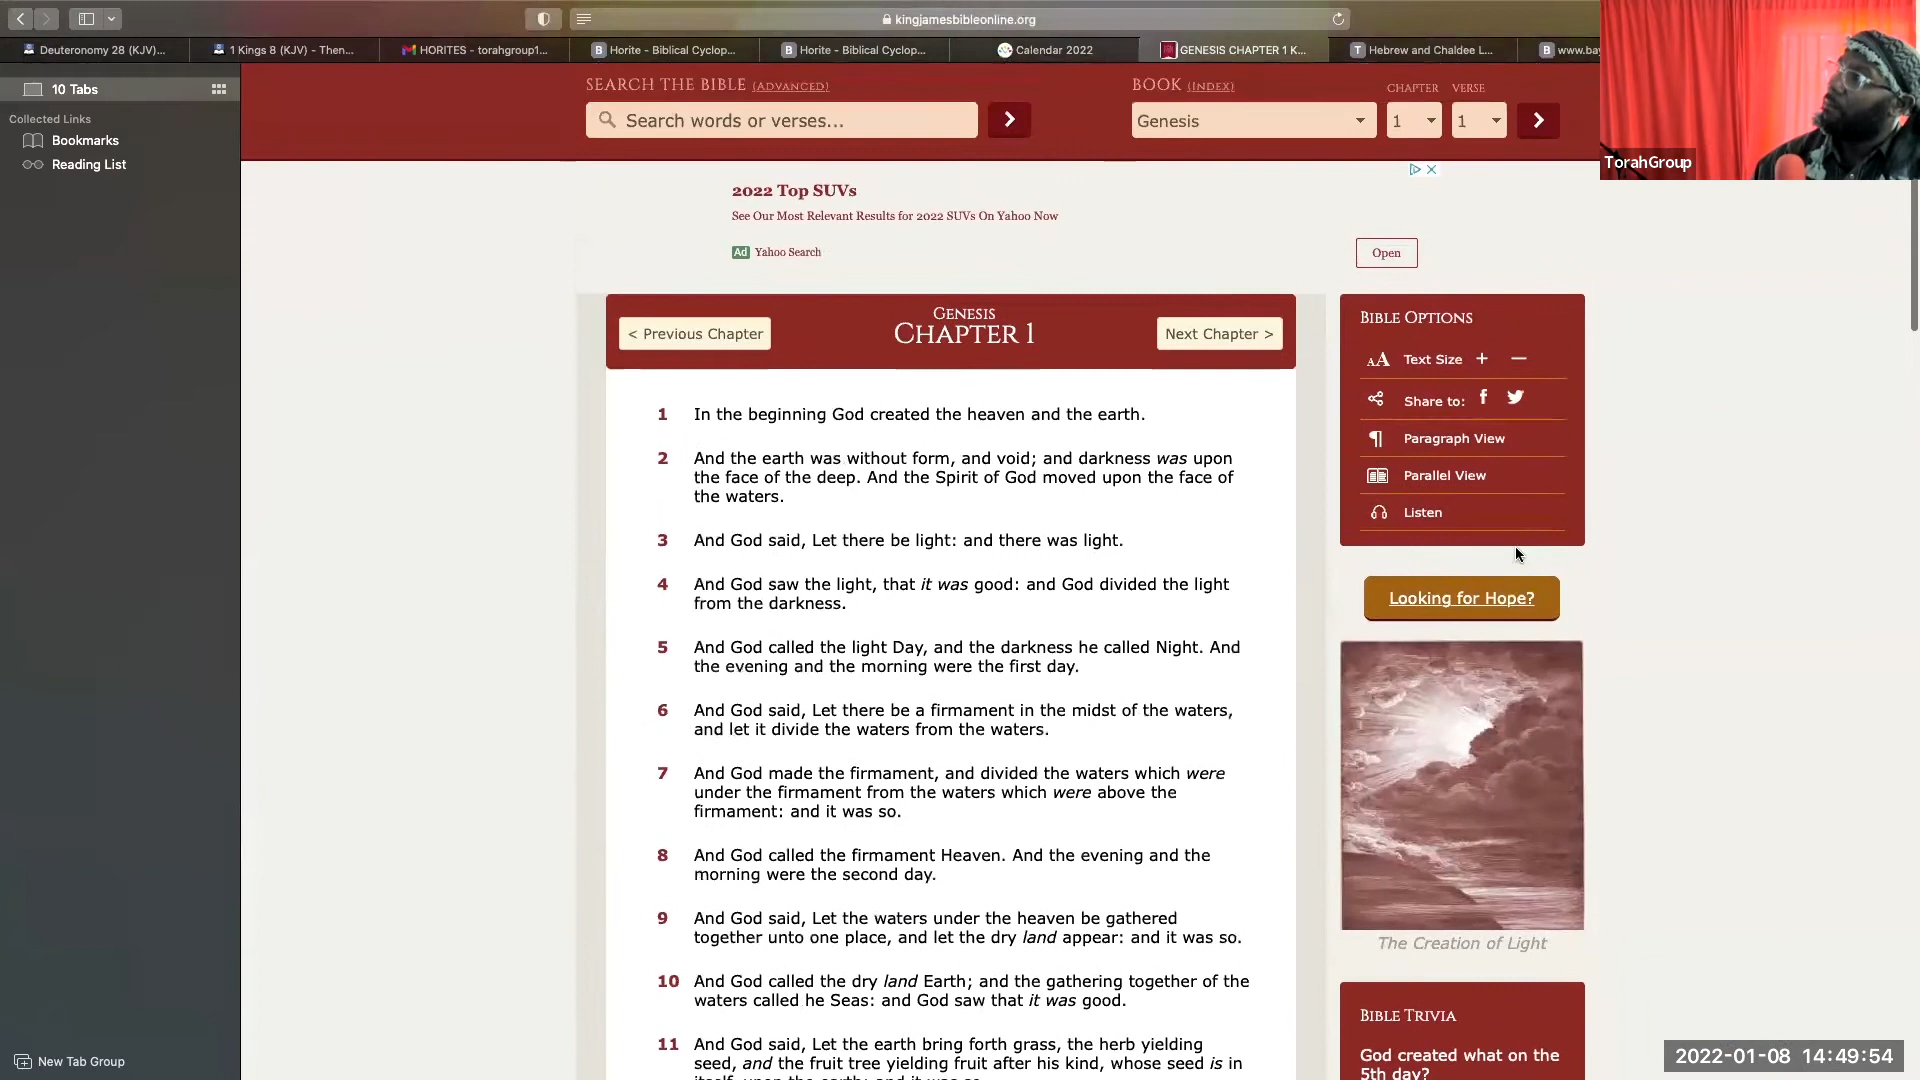 kingjamesbibleonline.org
Deuteronomy 28 (KJV)...
1 Kings 8 (KJV) - Then...
HORITES - torahgroup1...
Horite - Biblical Cyclop...
Horite - Biblical Cyclop...
Calendar 2022
GENESIS CHAPTER 1 K...
Hebrew and Chaldee L...
www.bay
10 Tabs
Collected Links
Bookmarks
Reading List
SEARCH THE BIBLE (ADVANCED)
Search words or verses...
BOOK (INDEX)
CHAPTER
VERSE
Genesis
1
1
TorahGroup
2022 Top SUVs
See Our Most Relevant Results for 2022 SUVs On Yahoo Now
Ad Yahoo Search
Open
< Previous Chapter
GENESIS
CHAPTER 1
Next Chapter >
1 In the beginning God created the heaven and the earth.
2 And the earth was without form, and void; and darkness was upon
the face of the deep. And the Spirit of God moved upon the face of
the waters.
3 And God said, Let there be light: and there was light.
4 And God saw the light, that it was good: and God divided the light
from the darkness.
5 And God called the light Day, and the darkness he called Night. And
the evening and the morning were the first day.
6 And God said, Let there be a firmament in the midst of the waters,
and let it divide the waters from the waters.
7 And God made the firmament, and divided the waters which were
under the firmament from the waters which were above the
firmament: and it was so.
8 And God called the firmament Heaven. And the evening and the
morning were the second day.
9 And God said, Let the waters under the heaven be gathered
together unto one place, and let the dry land appear: and it was so.
10 And God called the dry land Earth; and the gathering together of the
waters called he Seas: and God saw that it was good.
11 And God said, Let the earth bring forth grass, the herb yielding
seed, and the fruit tree yielding fruit after his kind, whose seed is in
BIBLE OPTIONS
Text Size + —
Share to:
Paragraph View
Parallel View
Listen
Looking for Hope?
The Creation of Light
BIBLE TRIVIA
God created what on the
5th day?
New Tab Group
2022-01-08 14:49:54